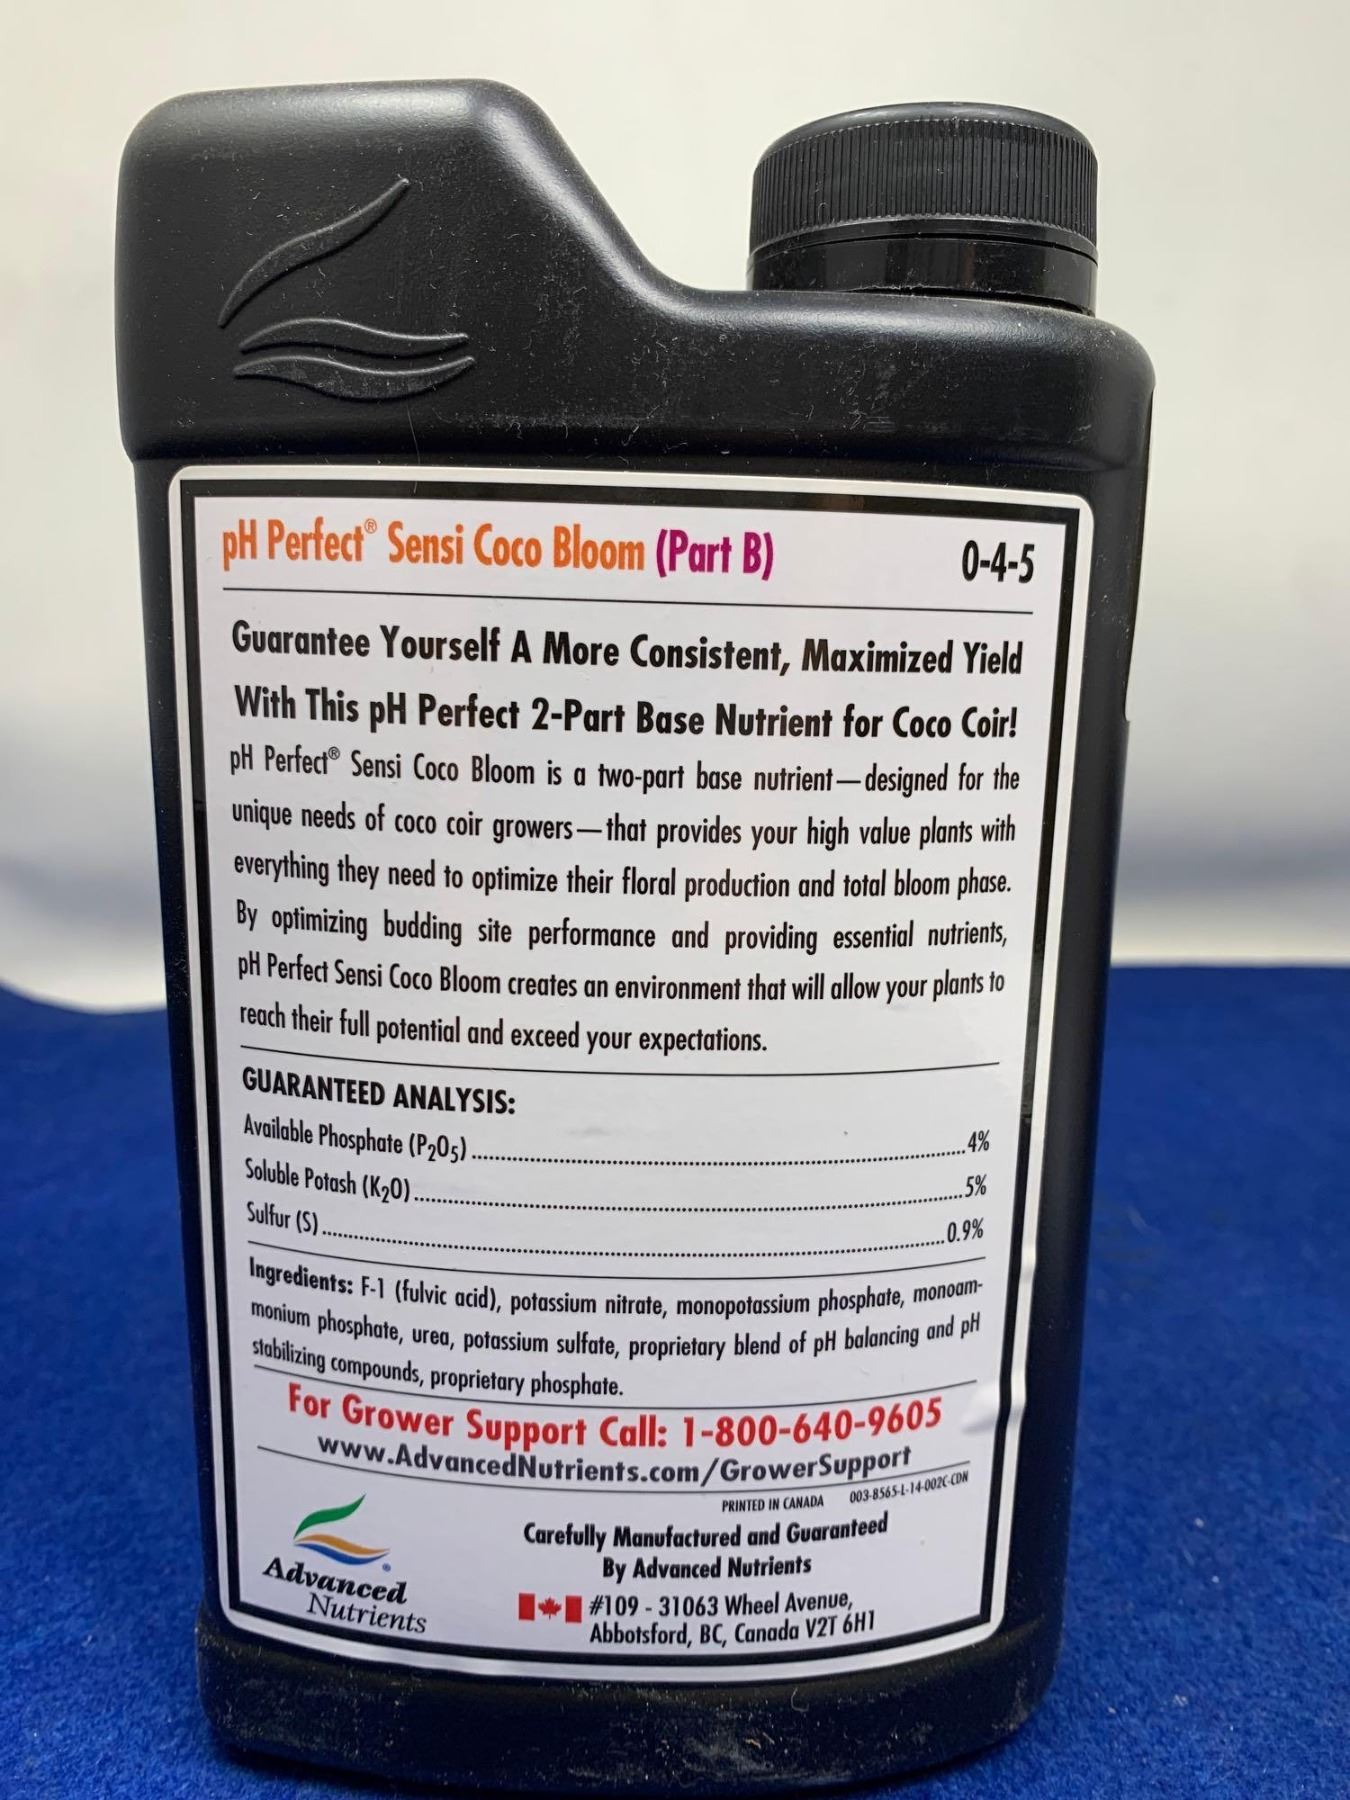 pH Perfect® Sensi Coco Bloom (Part B) 0-4-5
Guarantee Yourself A More Consistent, Maximized Yield
With This pH Perfect 2-Part Base Nutrient for Coco Coir!
pH Perfect® Sensi Coco Bloom is a two-part base nutrient—designed for the
unique needs of coco coir growers—that provides your high value plants with
everything they need to optimize their floral production and total bloom phase.
By optimizing budding site performance and providing essential nutrients,
pH Perfect Sensi Coco Bloom creates an environment that will allow your plants to
reach their full potential and exceed your expectations.
GUARANTEED ANALYSIS:
Available Phosphate (P₂O₅)....................4%
Soluble Potash (K₂O)....................5%
Sulfur (S)....................0.9%
Ingredients: F-1 (fulvic acid), potassium nitrate, monopotassium phosphate, monoam-
monium phosphate, urea, potassium sulfate, proprietary blend of pH balancing and pH
stabilizing compounds, proprietary phosphate.
For Grower Support Call: 1-800-640-9605
www.AdvancedNutrients.com/GrowerSupport
PRINTED IN CANADA 003-8565-L-14-002C-CDN
Advanced
Nutrients®
Carefully Manufactured and Guaranteed
By Advanced Nutrients
#109 - 31063 Wheel Avenue,
Abbotsford, BC, Canada V2T 6H1